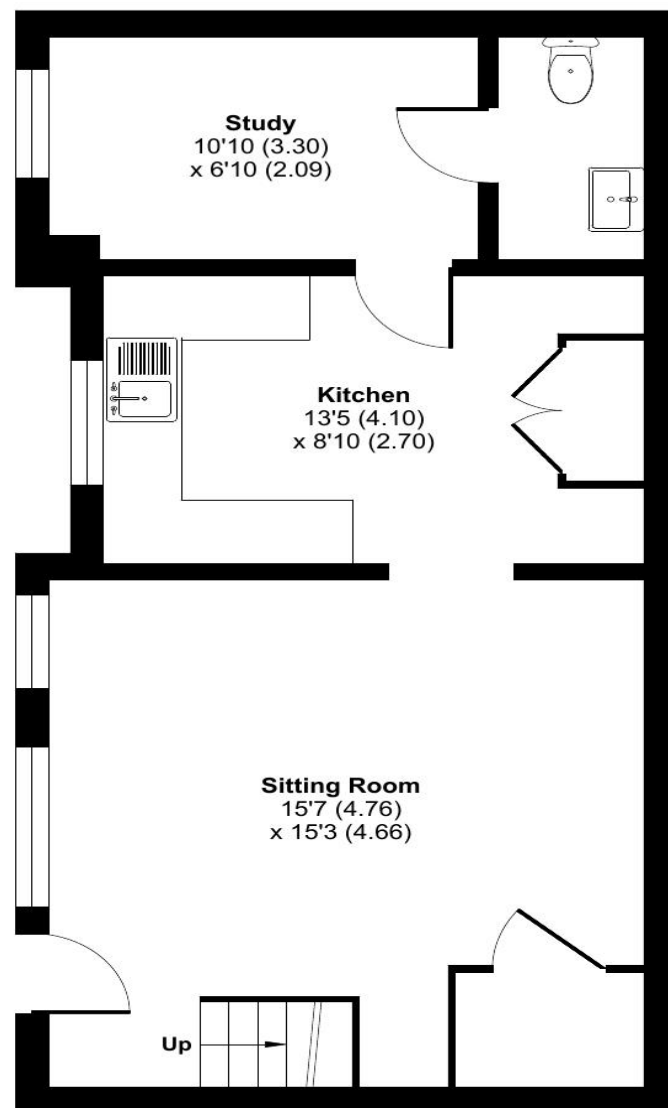 Study
10'10 (3.30)
x 6'10 (2.09)
Kitchen
13'5 (4.10)
x 8'10 (2.70)
Sitting Room
15'7 (4.76)
x 15'3 (4.66)
Up